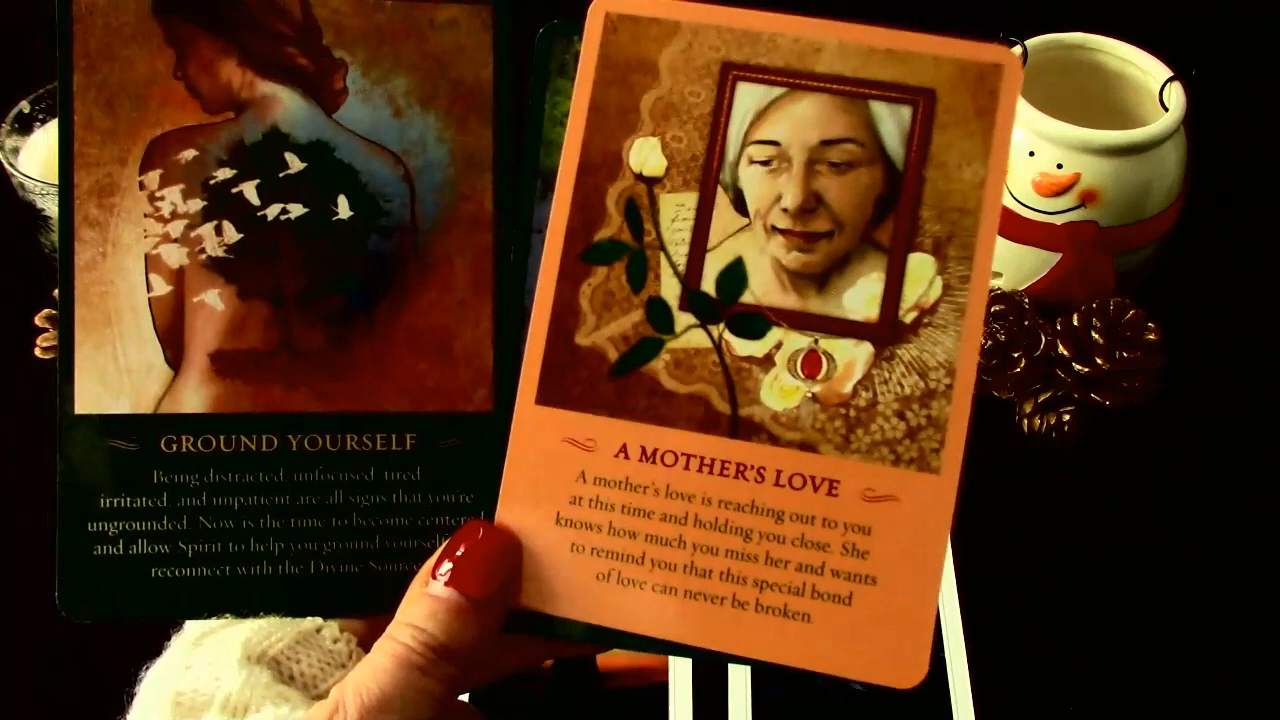 GROUND YOURSELF
Being distracted, unfocused, tired
irritated, and impatient are all signs that you're
ungrounded. Now is the time to become centered
and allow Spirit to help you ground yourself
reconnect with the Divine Source
A MOTHER'S LOVE
A mother's love is reaching out to you
at this time and holding you close. She
knows how much you miss her and wants
to remind you that this special bond
of love can never be broken.